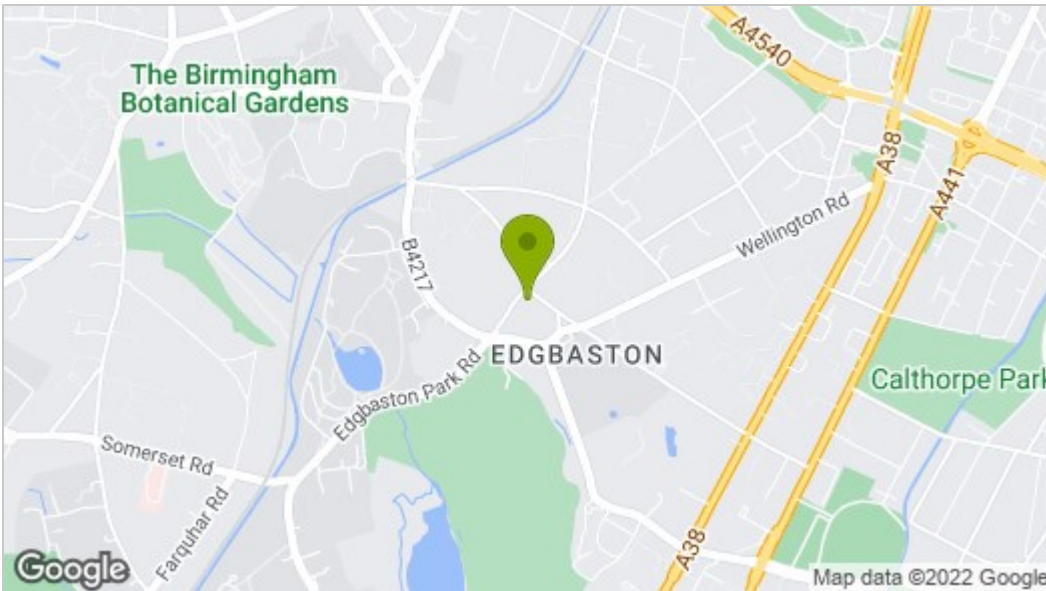 A4540
The Birmingham
Botanical Gardens
A38
A441
Wellington Rd
B4217
EDGBASTON
Calthorpe Park
Edgbaston Park Rd
Somerset Rd
Farquhar Rd
A38
Google
Map data ©2022 Google